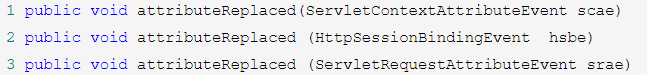 1 public void attributeReplaced(ServletContextAttributeEvent scae)
2 public void attributeReplaced (HttpSessionBindingEvent  hsbe)
3 public void attributeReplaced (ServletRequestAttributeEvent srae)